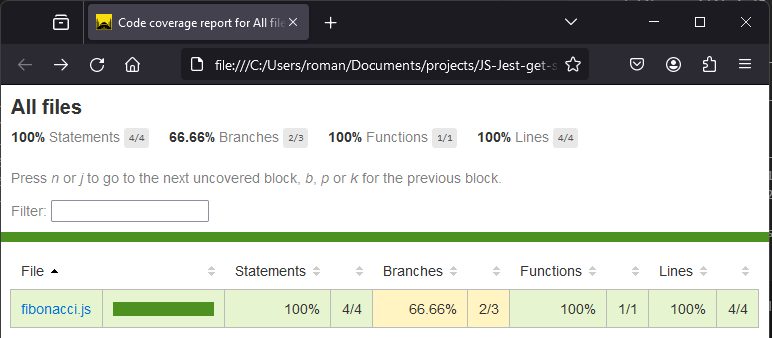 Code coverage report for All file
file:///C:/Users/roman/Documents/projects/JS-Jest-get-s
All files
100% Statements 4/4 66.66% Branches 2/3 100% Functions 1/1 100% Lines 4/4
Press n or j to go to the next uncovered block, b, p or k for the previous block.
Filter:
File Statements Branches Functions Lines
fibonacci.js 100% 4/4 66.66% 2/3 100% 1/1 100% 4/4